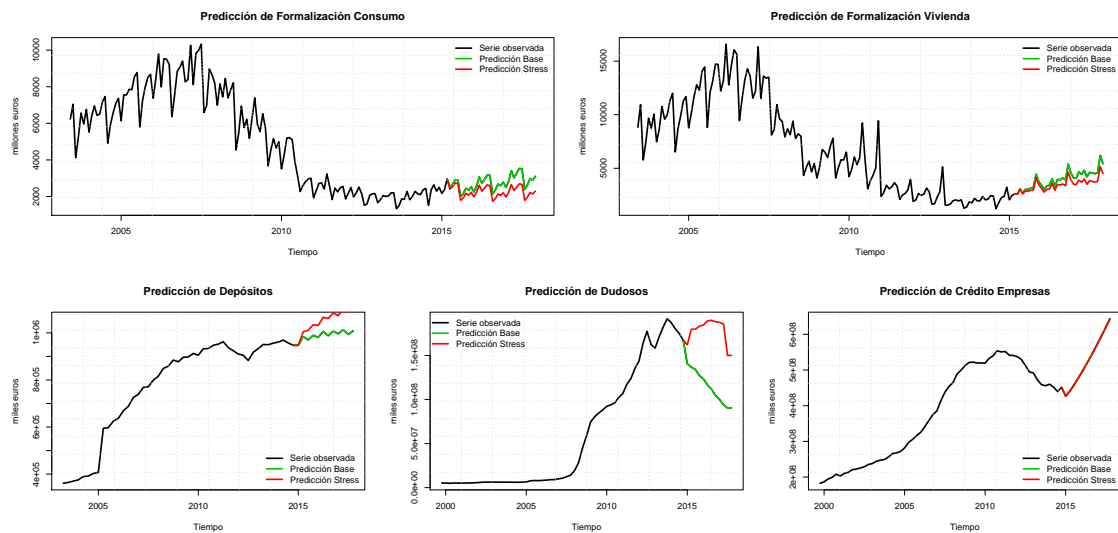 Predicción de Formalización Consumo
Predicción de Formalización Vivienda
10000
8000
6000
4000
2000
millones euros
Serie observada
Predicción Base
Predicción Stress
2005
2010
2015
Tiempo
15000
10000
5000
millones euros
Serie observada
Predicción Base
Predicción Stress
2005
2010
2015
Tiempo
Predicción de Depósitos
Predicción de Dudosos
Predicción de Crédito Empresas
1e+06
8e+05
6e+05
4e+05
miles euros
Serie observada
Predicción Base
Predicción Stress
2005
2010
2015
Tiempo
1.5e+08
1.0e+08
5.0e+07
0.0e+00
miles euros
Serie observada
Predicción Base
Predicción Stress
2000
2005
2010
2015
Tiempo
6e+08
5e+08
4e+08
3e+08
2e+08
miles euros
Serie observada
Predicción Base
Predicción Stress
2000
2005
2010
2015
Tiempo